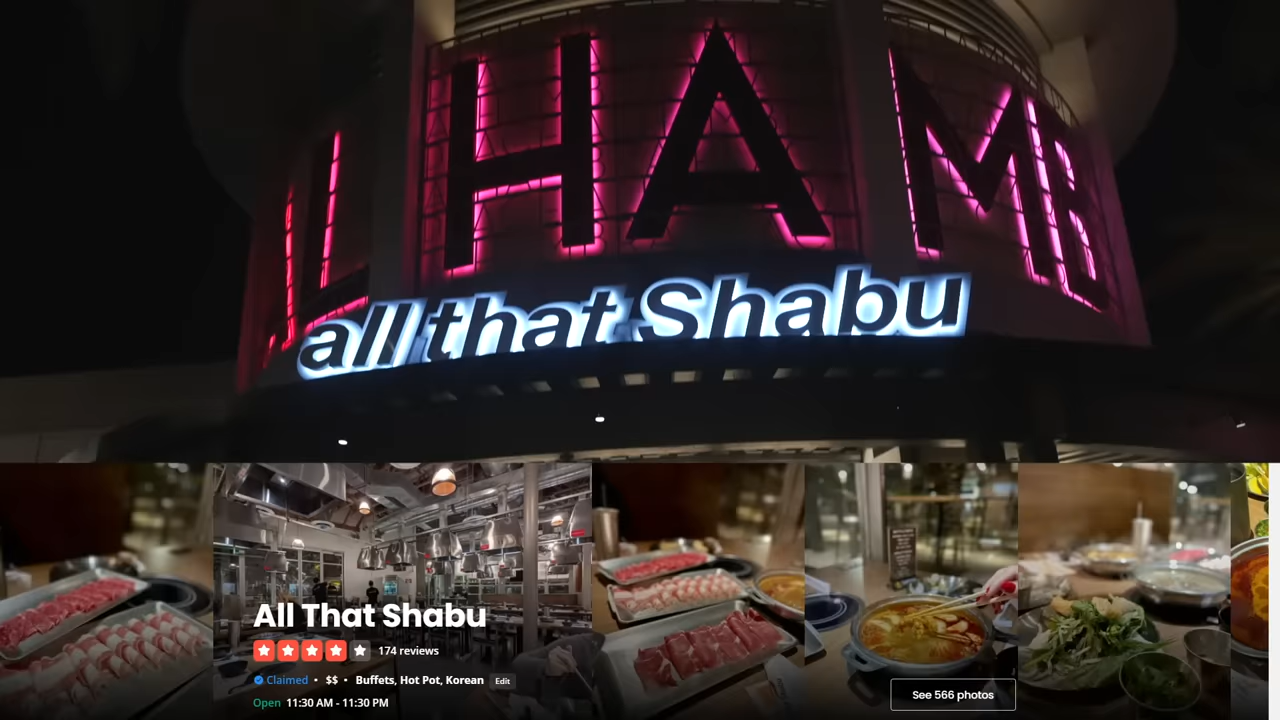 LHAMB
all that Shabu
All That Shabu
174 reviews
Claimed • $$ • Buffets, Hot Pot, Korean Edit
Open 11:30 AM - 11:30 PM
See 566 photos